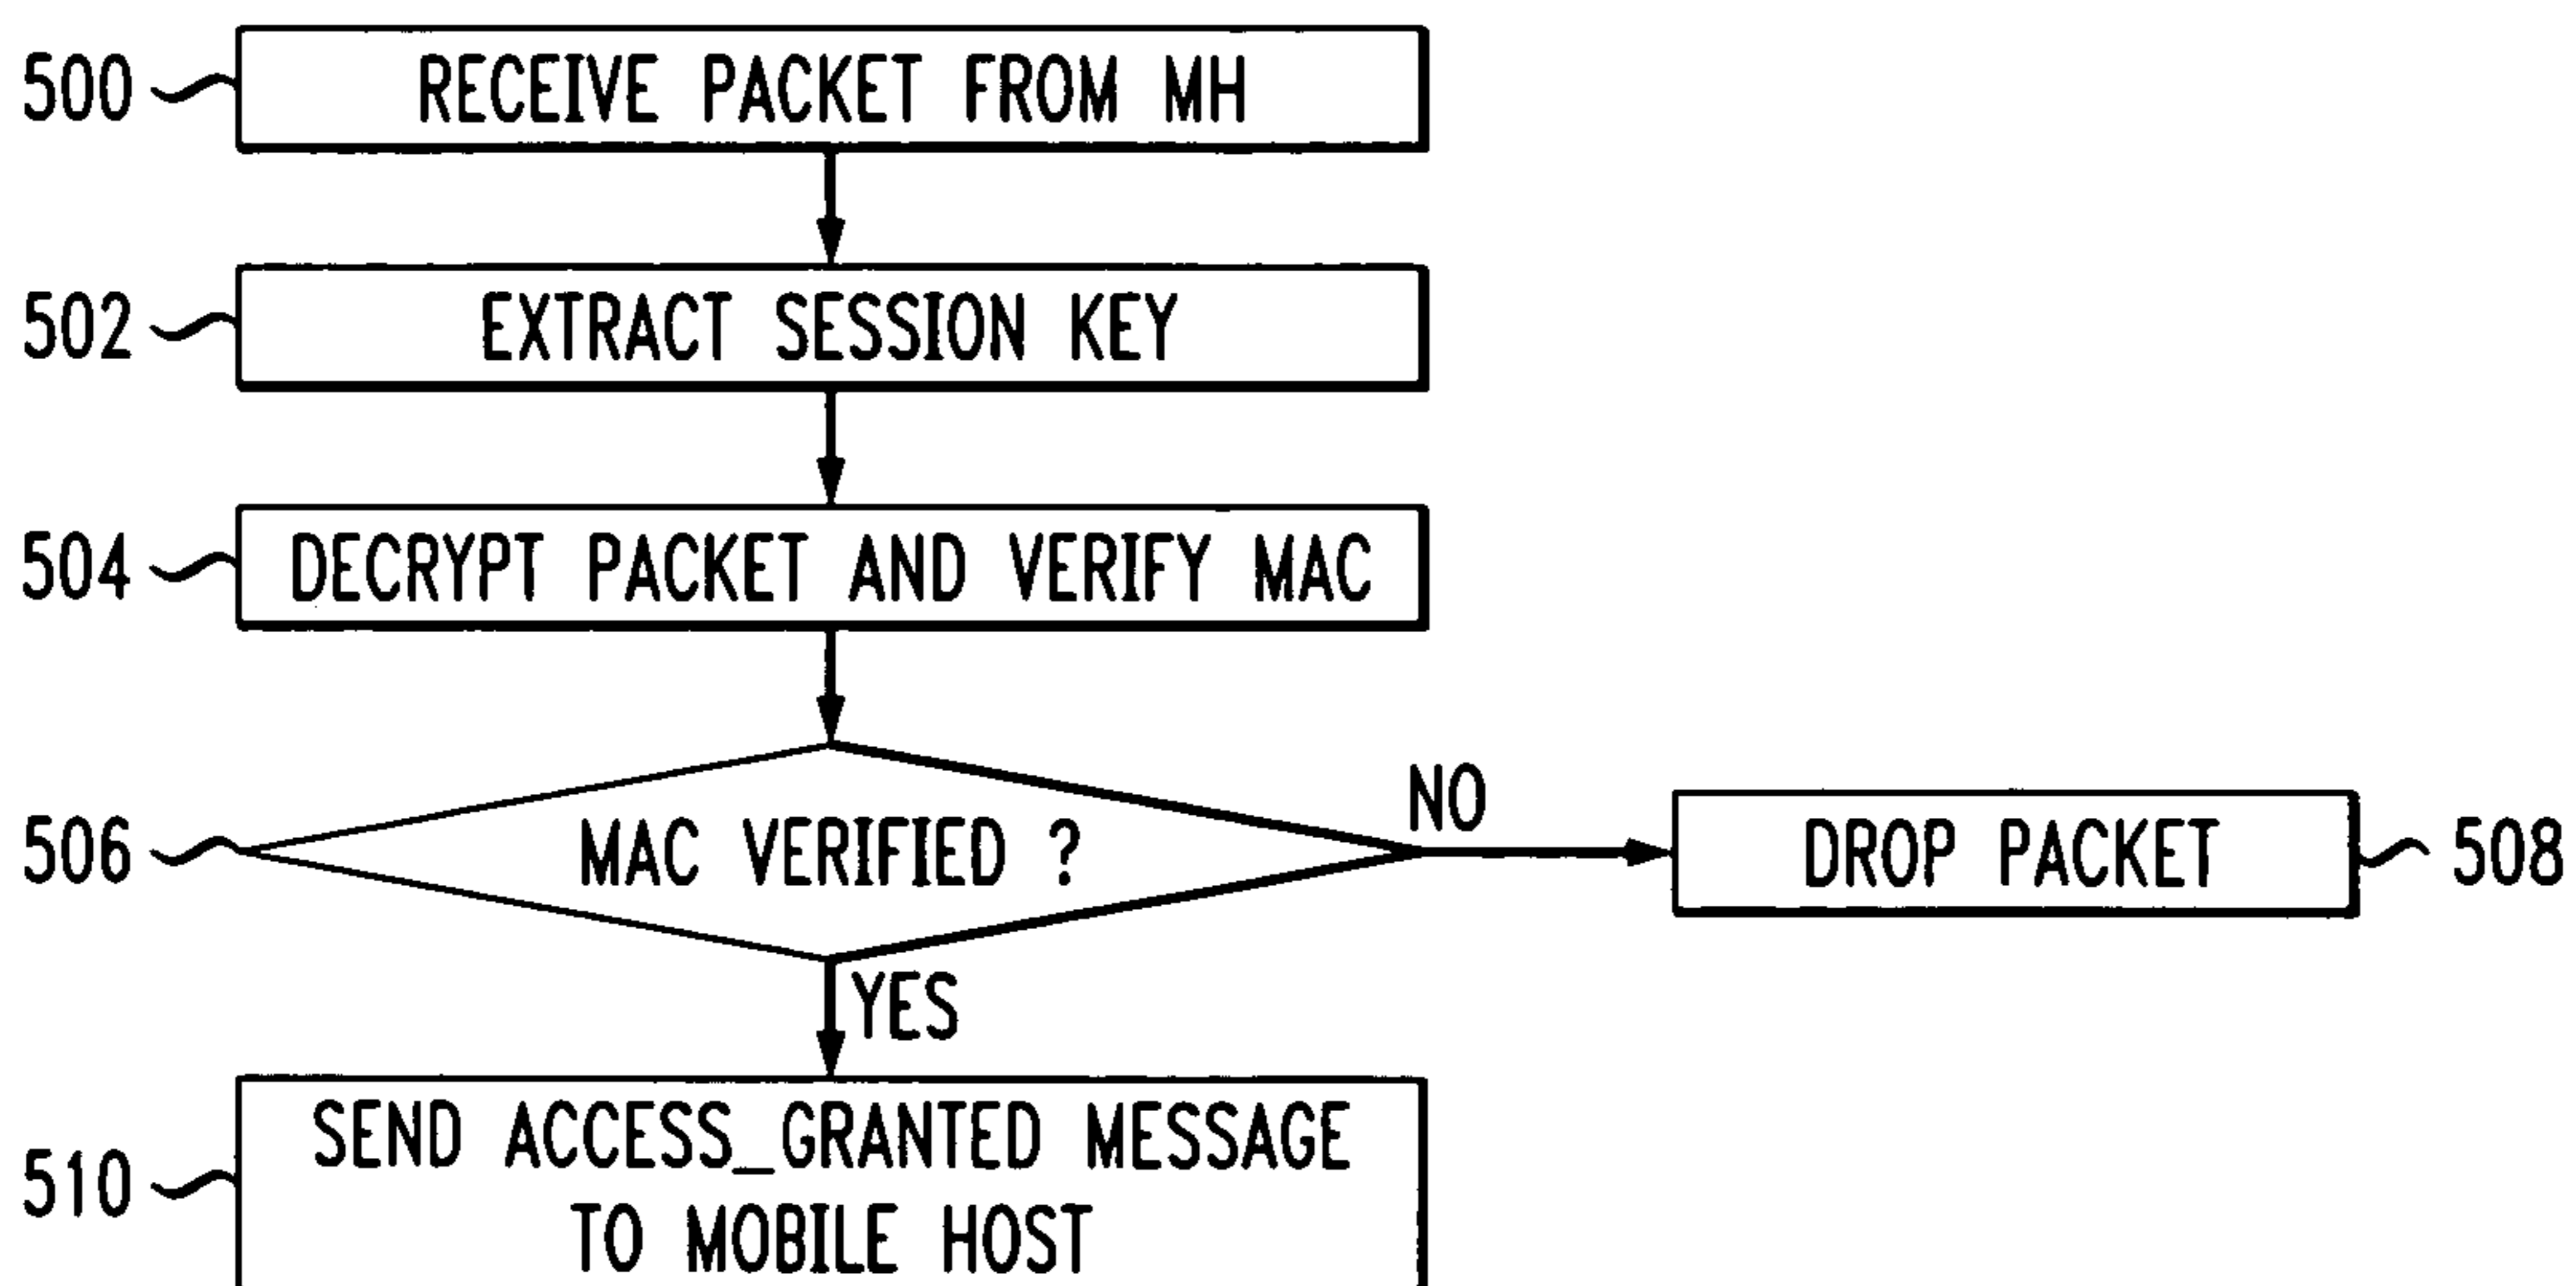 500
RECEIVE PACKET FROM MH
502
EXTRACT SESSION KEY
504
DECRYPT PACKET AND VERIFY MAC
506
MAC VERIFIED ?
NO
DROP PACKET
508
YES
510
SEND ACCESS_GRANTED MESSAGE
TO MOBILE HOST